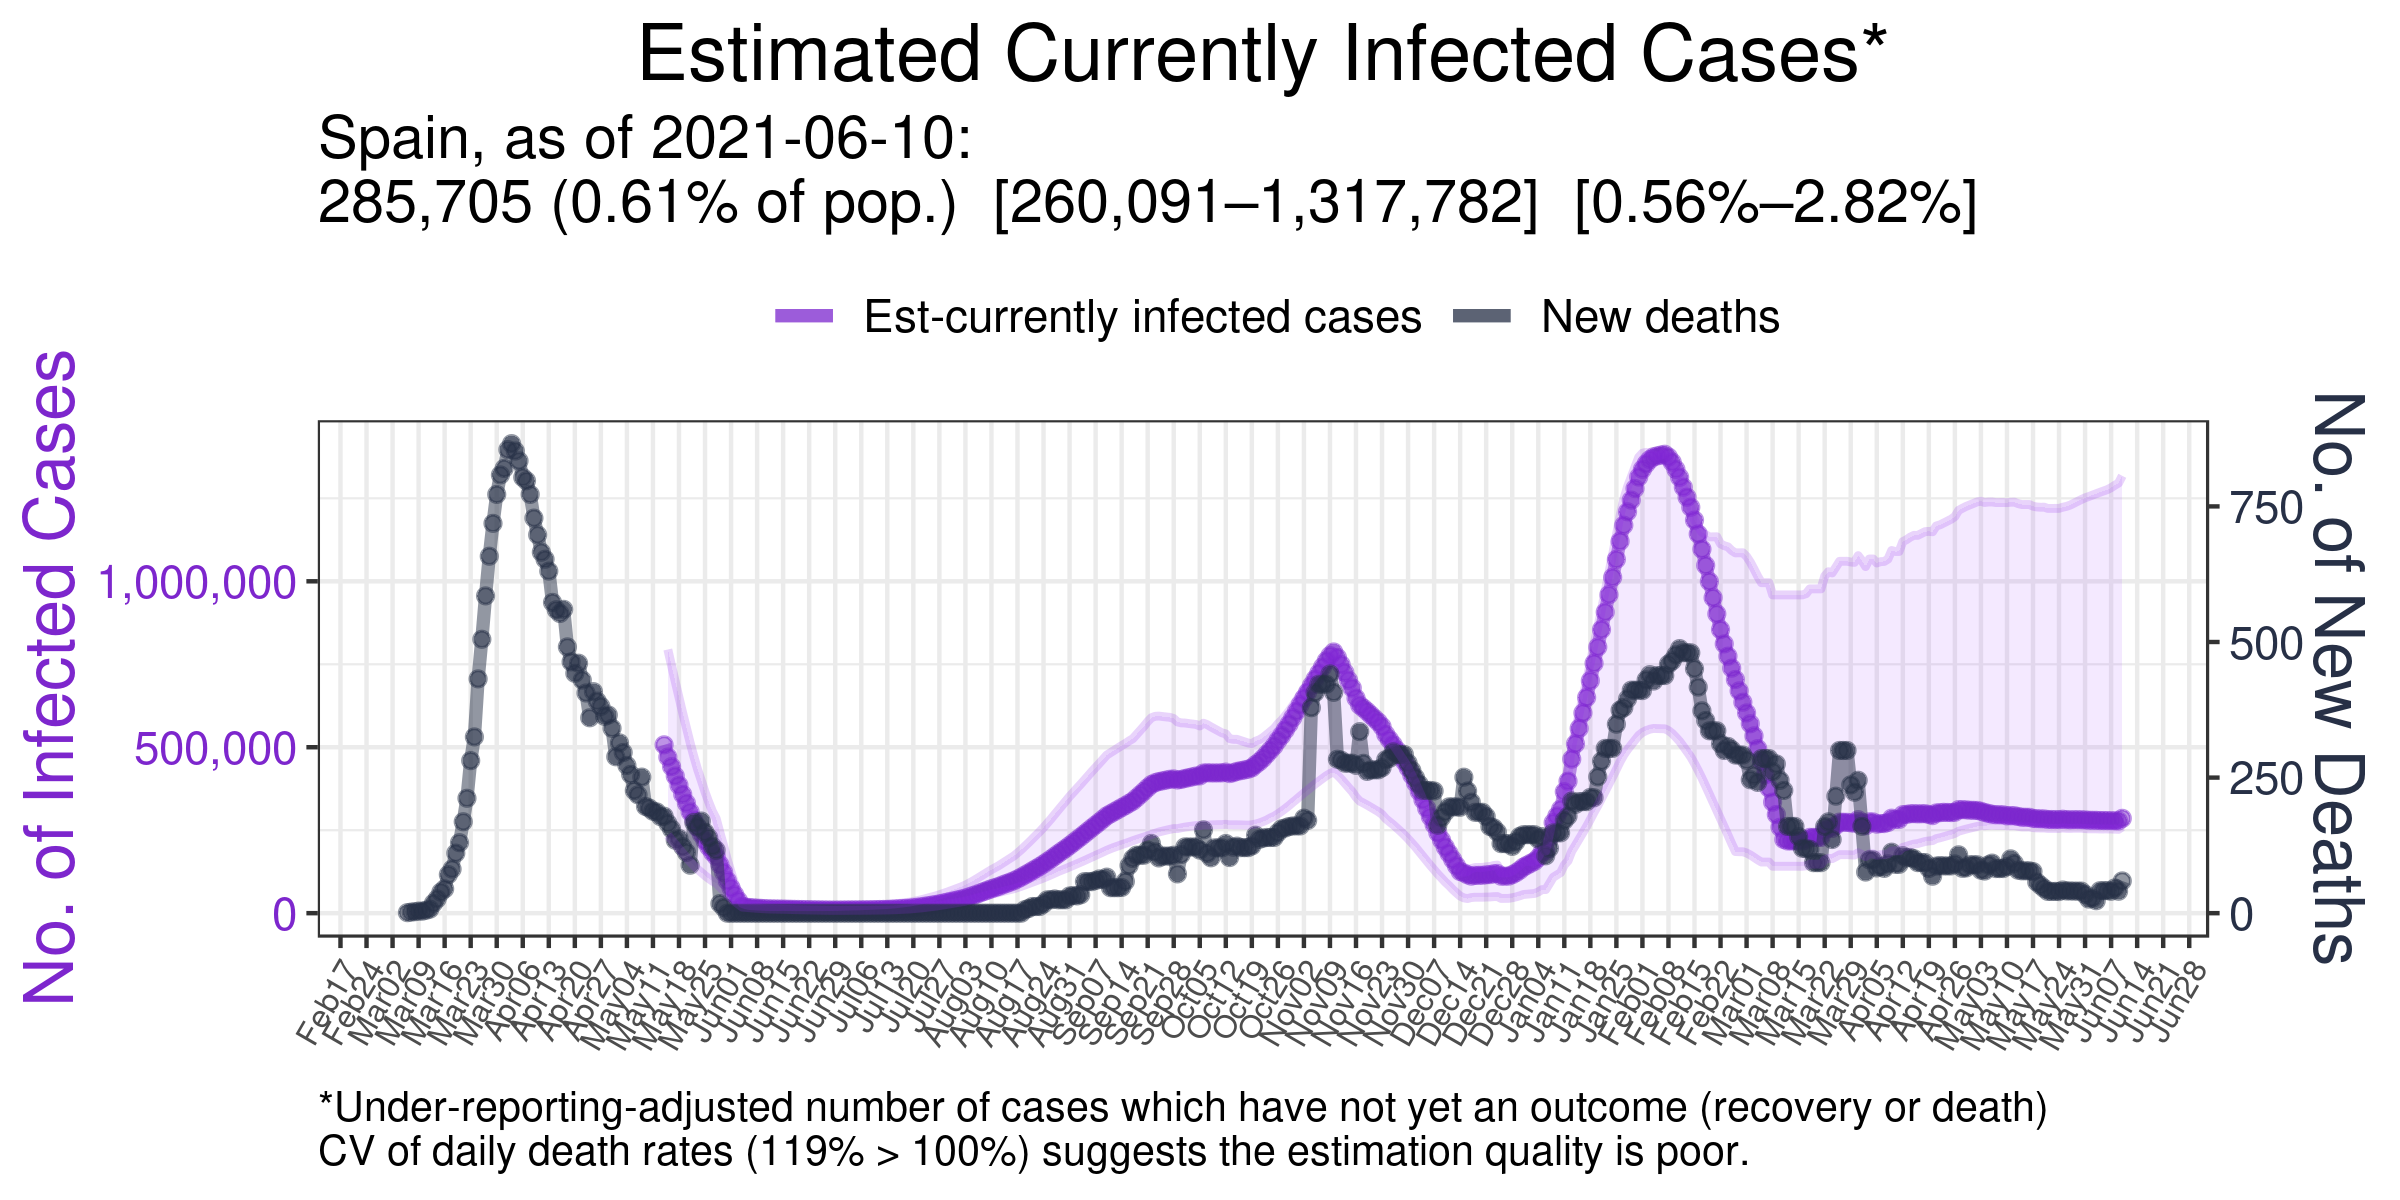 Estimated Currently Infected Cases*
Spain, as of 2021-06-10:
285,705 (0.61% of pop.) [260,091–1,317,782] [0.56%–2.82%]
Est-currently infected cases
New deaths
No. of Infected Cases
1,000,000
500,000
0
No. of New Deaths
750
500
250
0
Feb17
Feb24
Mar02
Mar09
Mar16
Mar23
Mar30
Apr06
Apr13
Apr20
Apr27
May04
May11
May18
May25
Jun01
Jun08
Jun15
Jun22
Jun29
Jul06
Jul13
Jul20
Jul27
Aug03
Aug10
Aug17
Aug24
Aug31
Sep07
Sep14
Sep21
Sep28
Oct05
Oct12
Oct19
Oct26
Nov02
Nov09
Nov16
Nov23
Nov30
Dec07
Dec14
Dec21
Dec28
Jan04
Jan11
Jan18
Jan25
Feb01
Feb08
Feb15
Feb22
Mar01
Mar08
Mar15
Mar22
Mar29
Apr05
Apr12
Apr19
Apr26
May03
May10
May17
May24
May31
Jun07
Jun14
Jun21
Jun28
*Under-reporting-adjusted number of cases which have not yet an outcome (recovery or death)
CV of daily death rates (119% > 100%) suggests the estimation quality is poor.